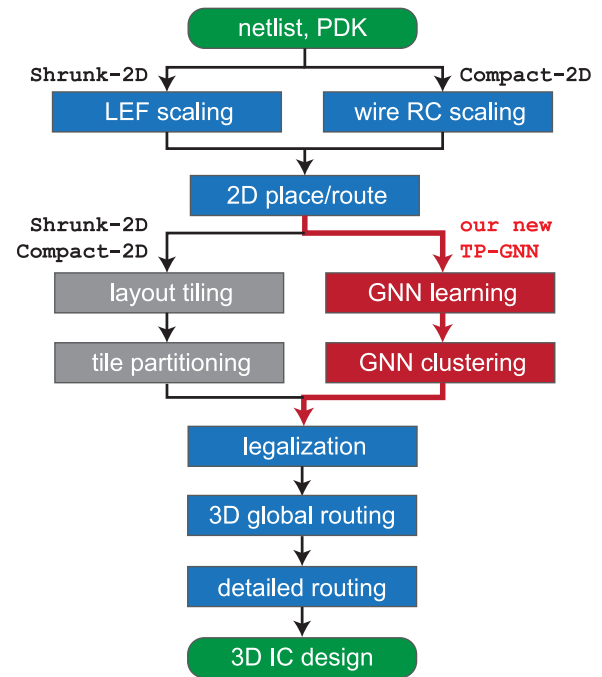 netlist, PDK
Shrunk-2D
Compact-2D
LEF scaling
wire RC scaling
2D place/route
Shrunk-2D
Compact-2D
our new
TP-GNN
layout tiling
GNN learning
tile partitioning
GNN clustering
legalization
3D global routing
detailed routing
3D IC design